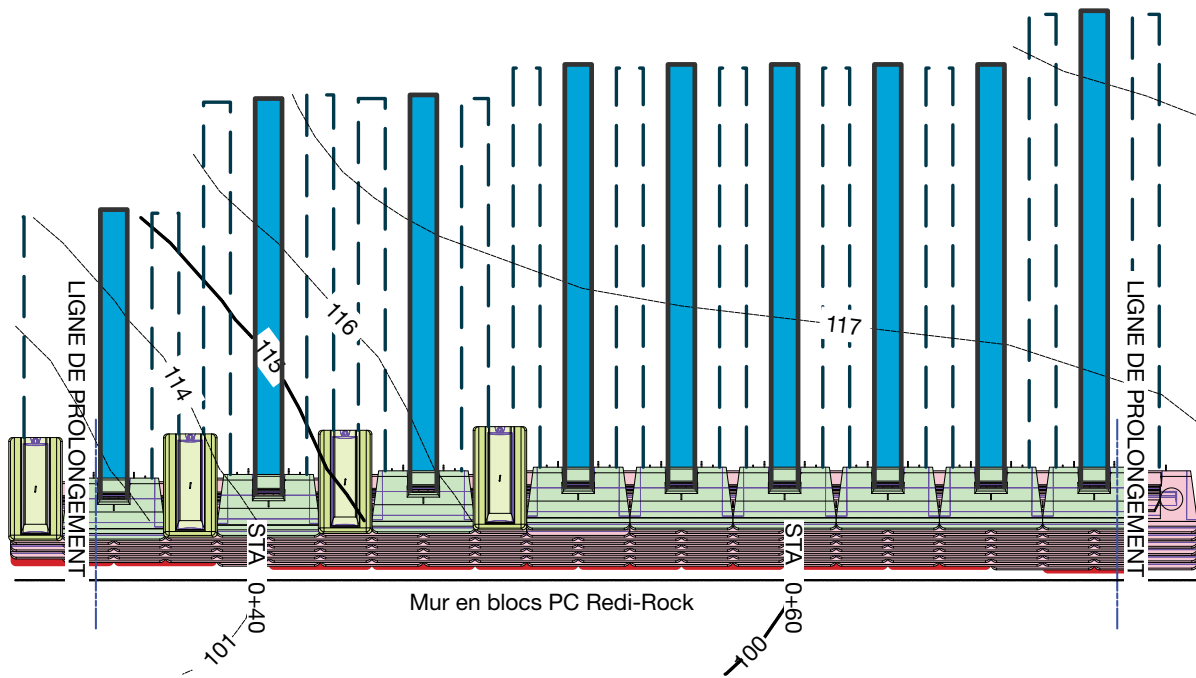 117
116
115
114
LIGNE DE PROLONGEMENT
LIGNE DE PROLONGEMENT
STA 0+40
STA 0+60
Mur en blocs PC Redi-Rock
101
100